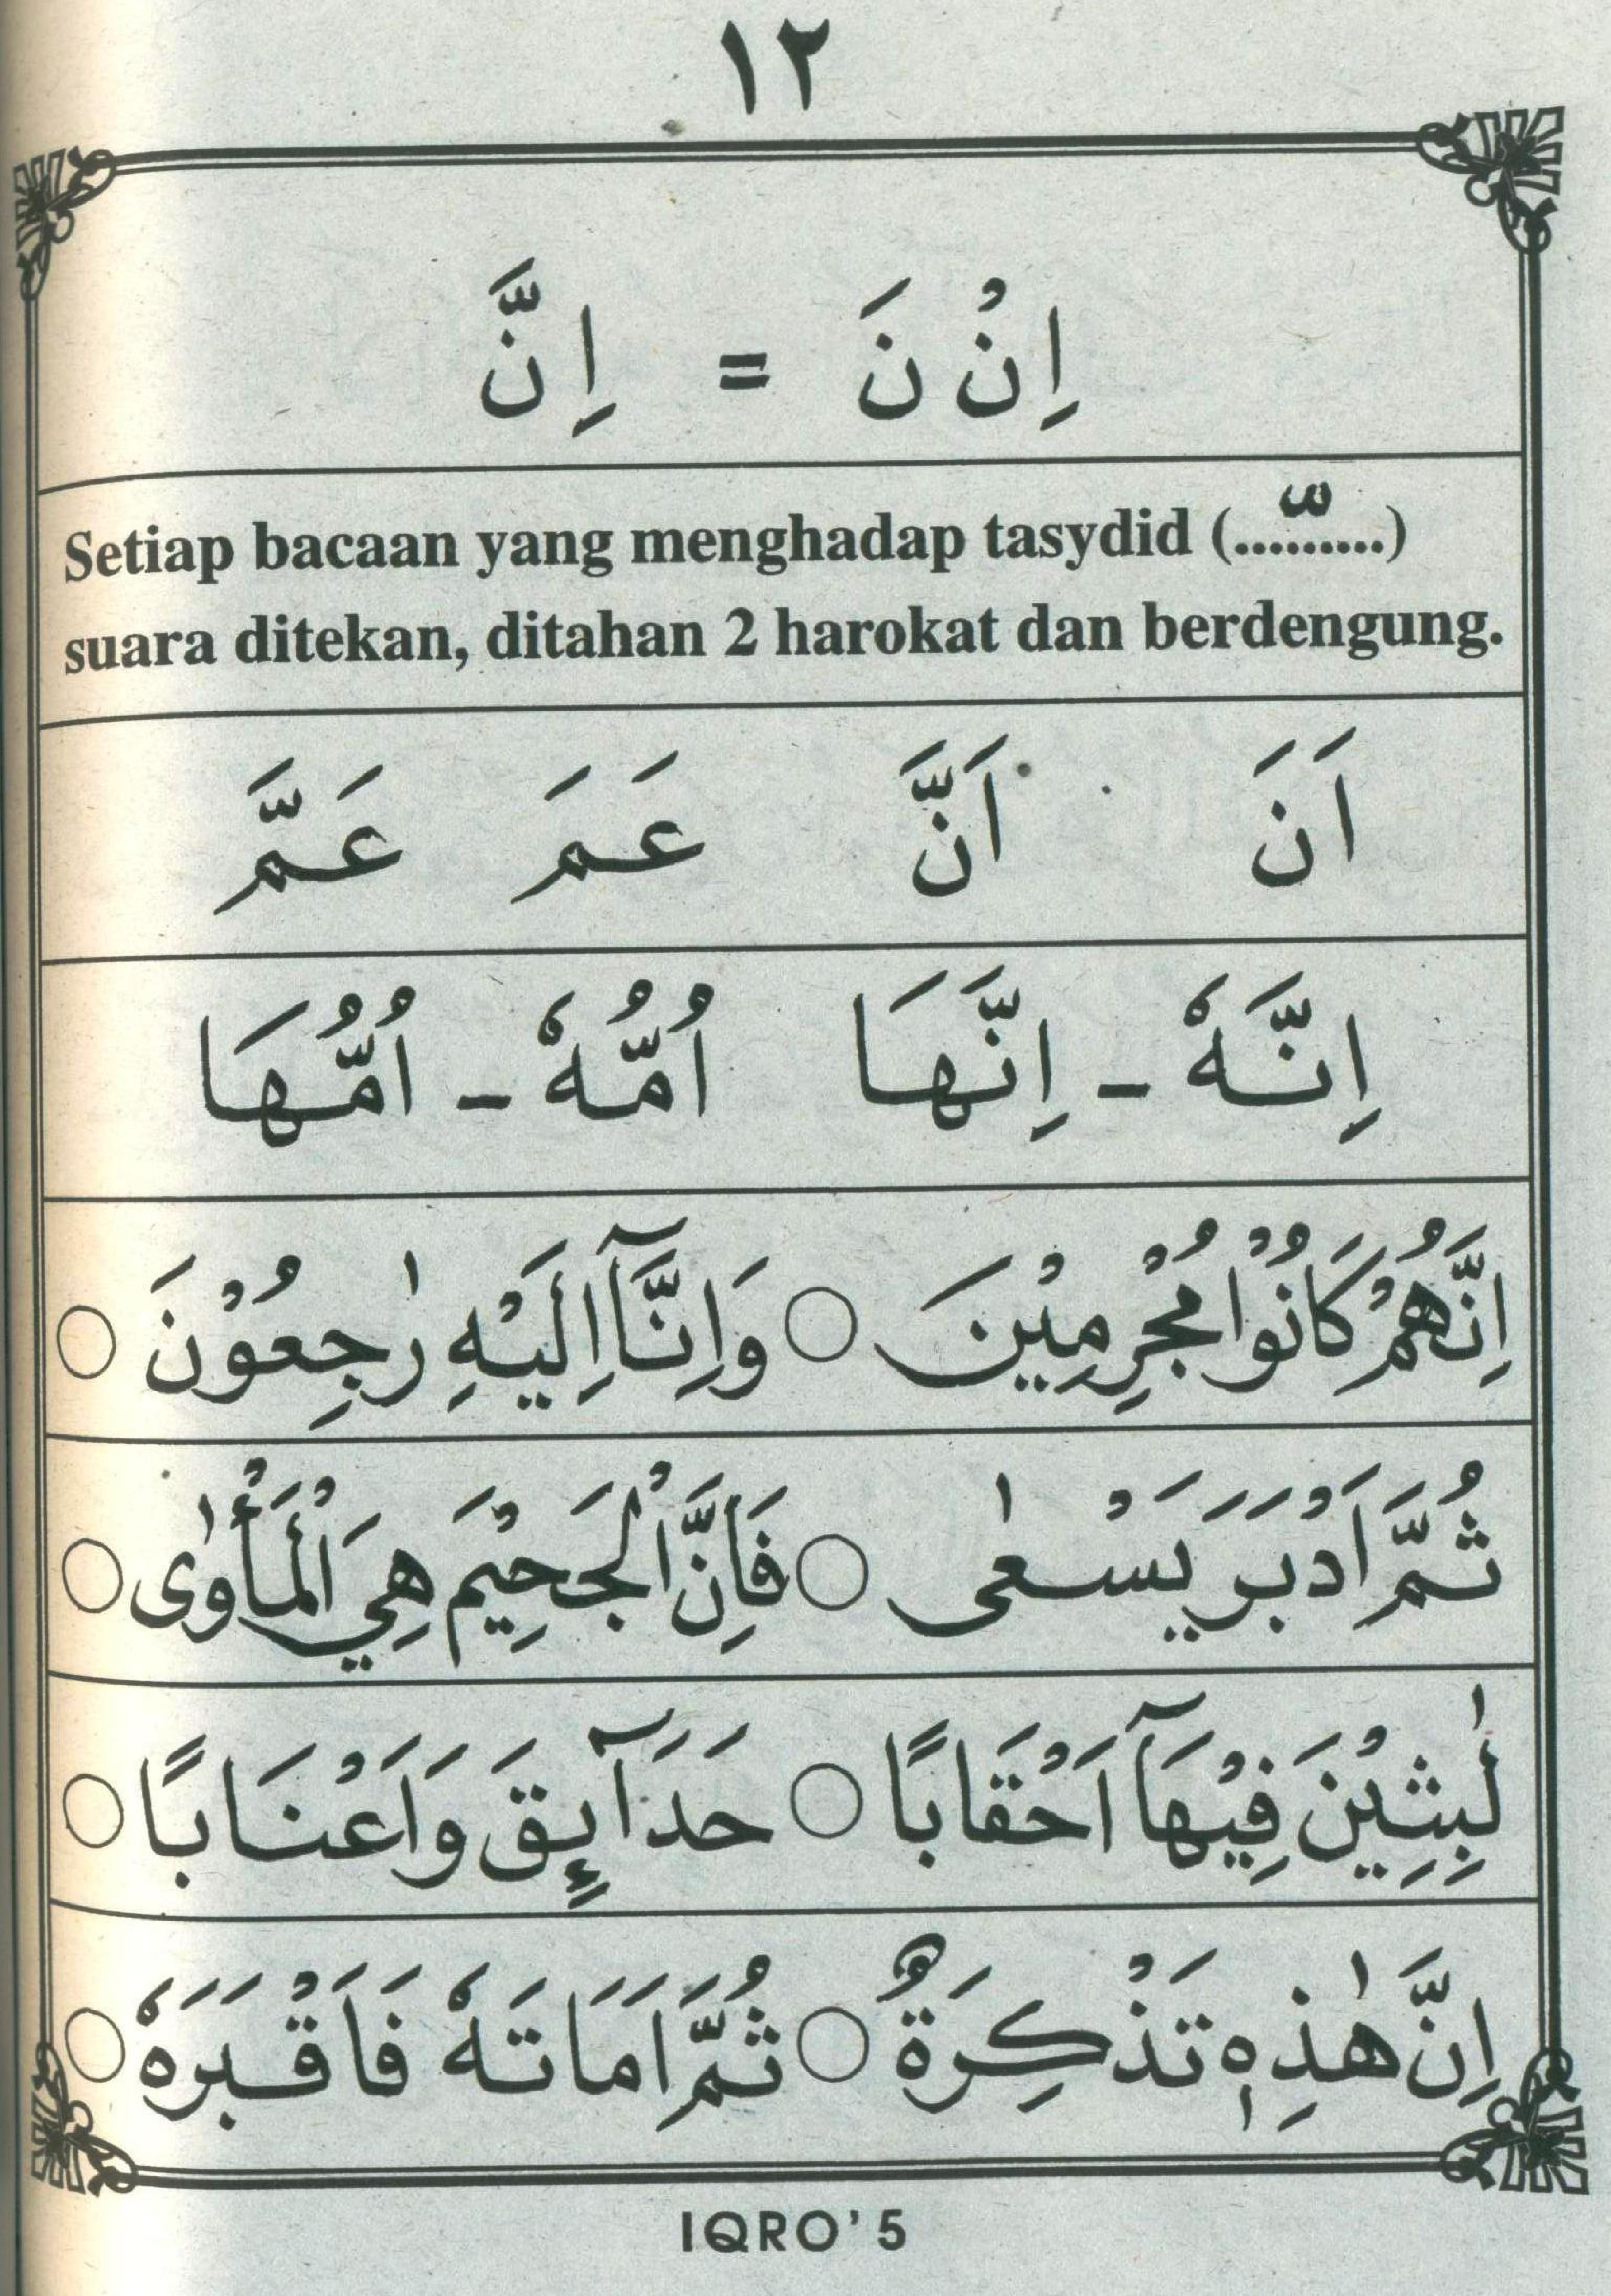 ١٢
اِنْ نَ = اِنَّ
Setiap bacaan yang menghadap tasydid (....ّ.....)
suara ditekan, ditahan 2 harokat dan berdengung.
اَنَ اَنَّ عَمَ عَمَّ
اِنَّهٗ - اِنَّهَا اُمُّهٗ - اُمُّهَا
اِنَّهُمْ كَانُوْا مُجْرِمِيْنَ ○ وَاِنَّآ اِلَيْهِ رٰجِعُوْنَ ○
ثُمَّ اَدْبَرَ يَسْعٰى ○ فَاِنَّ الْجَحِيْمَ هِيَ الْمَأْوٰى ○
لٰبِثِيْنَ فِيْهَآ اَحْقَابًا ○ حَدَآئِقَ وَاَعْنَابًا ○
اِنَّ هٰذِهٖ تَذْكِرَةٌ ○ ثُمَّ اَمَاتَهٗ فَاَقْبَرَهٗ ○
IQRO’ 5